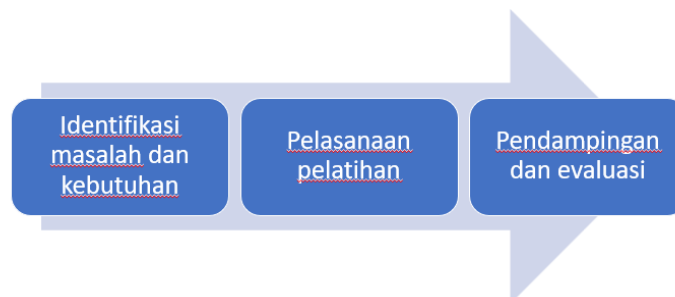 Identifikasi
masalah dan
kebutuhan
Pelasanaan
pelatihan
Pendampingan
dan evaluasi